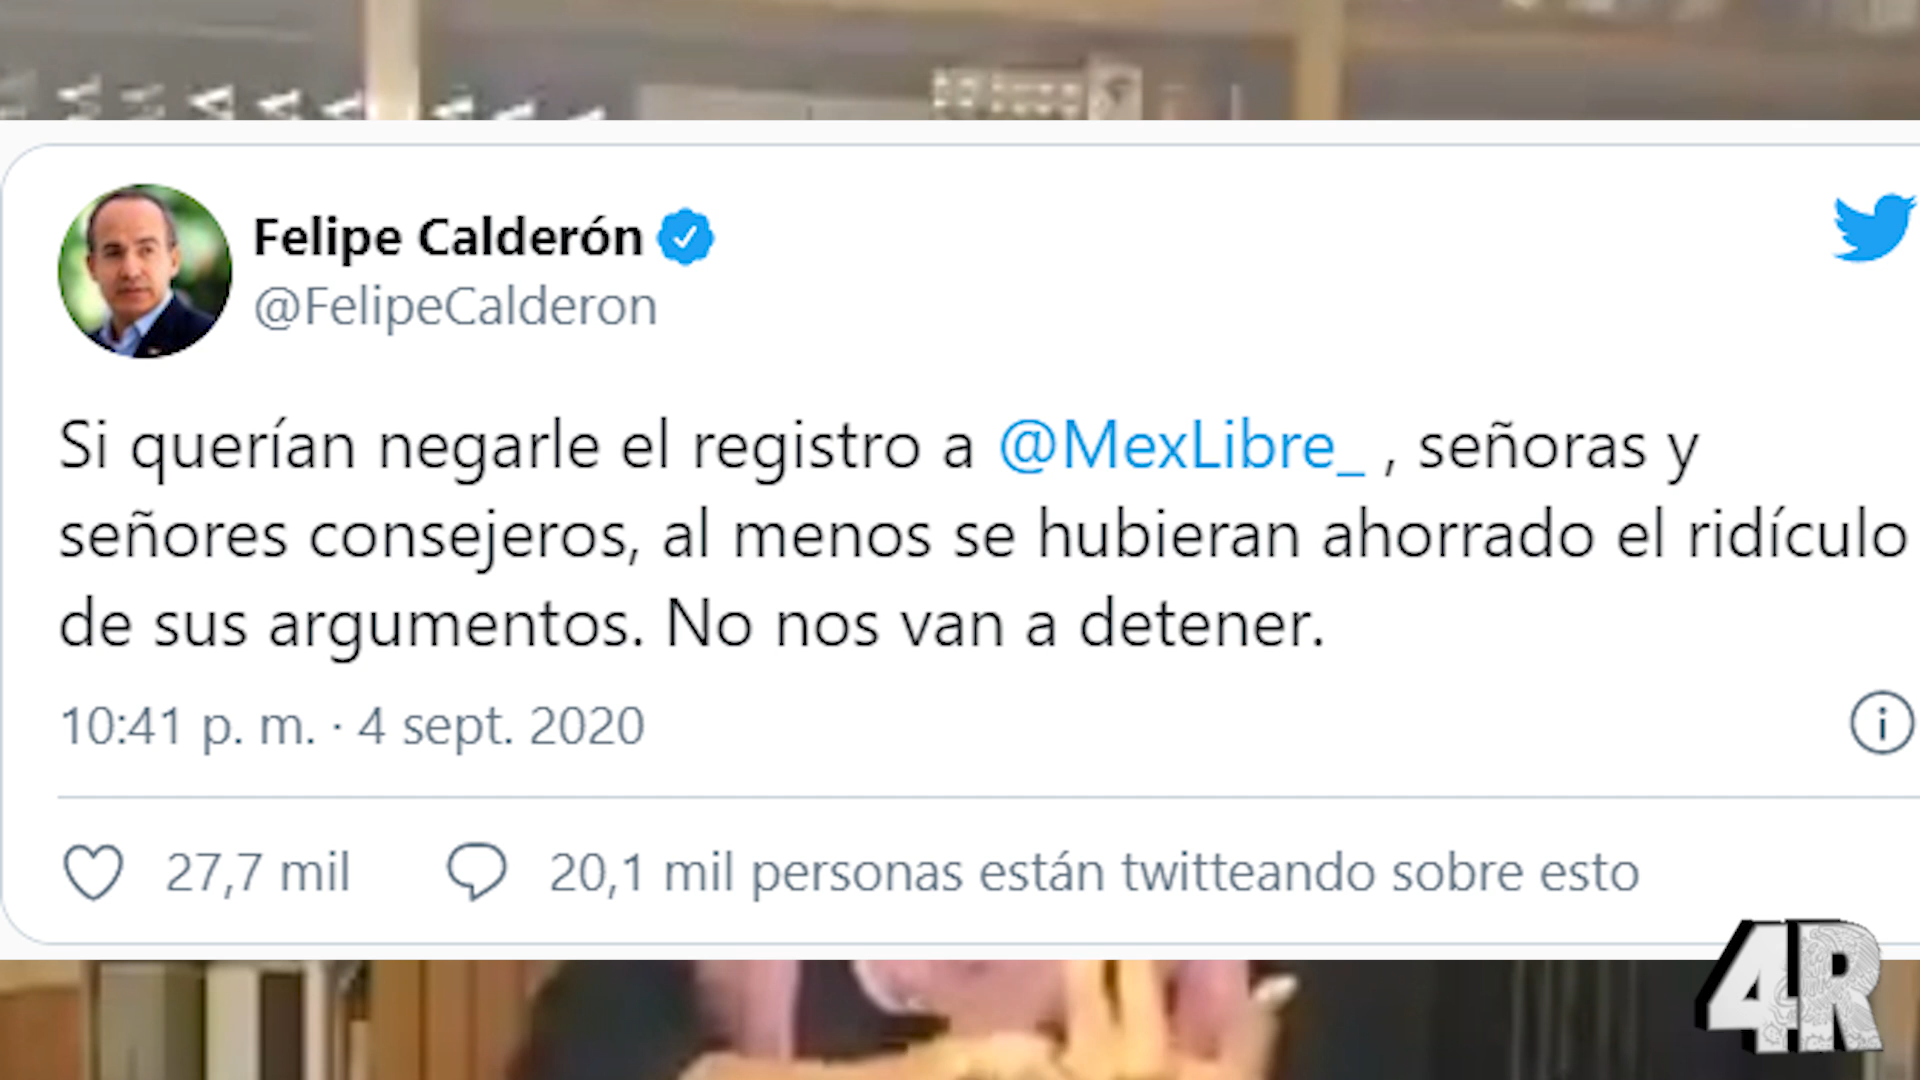 Felipe Calderón
@FelipeCalderon
Si querían negarle el registro a @MexLibre_ , señoras y
señores consejeros, al menos se hubieran ahorrado el ridículo
de sus argumentos. No nos van a detener.
10:41 p. m. · 4 sept. 2020
27,7 mil 20,1 mil personas están twitteando sobre esto
4R